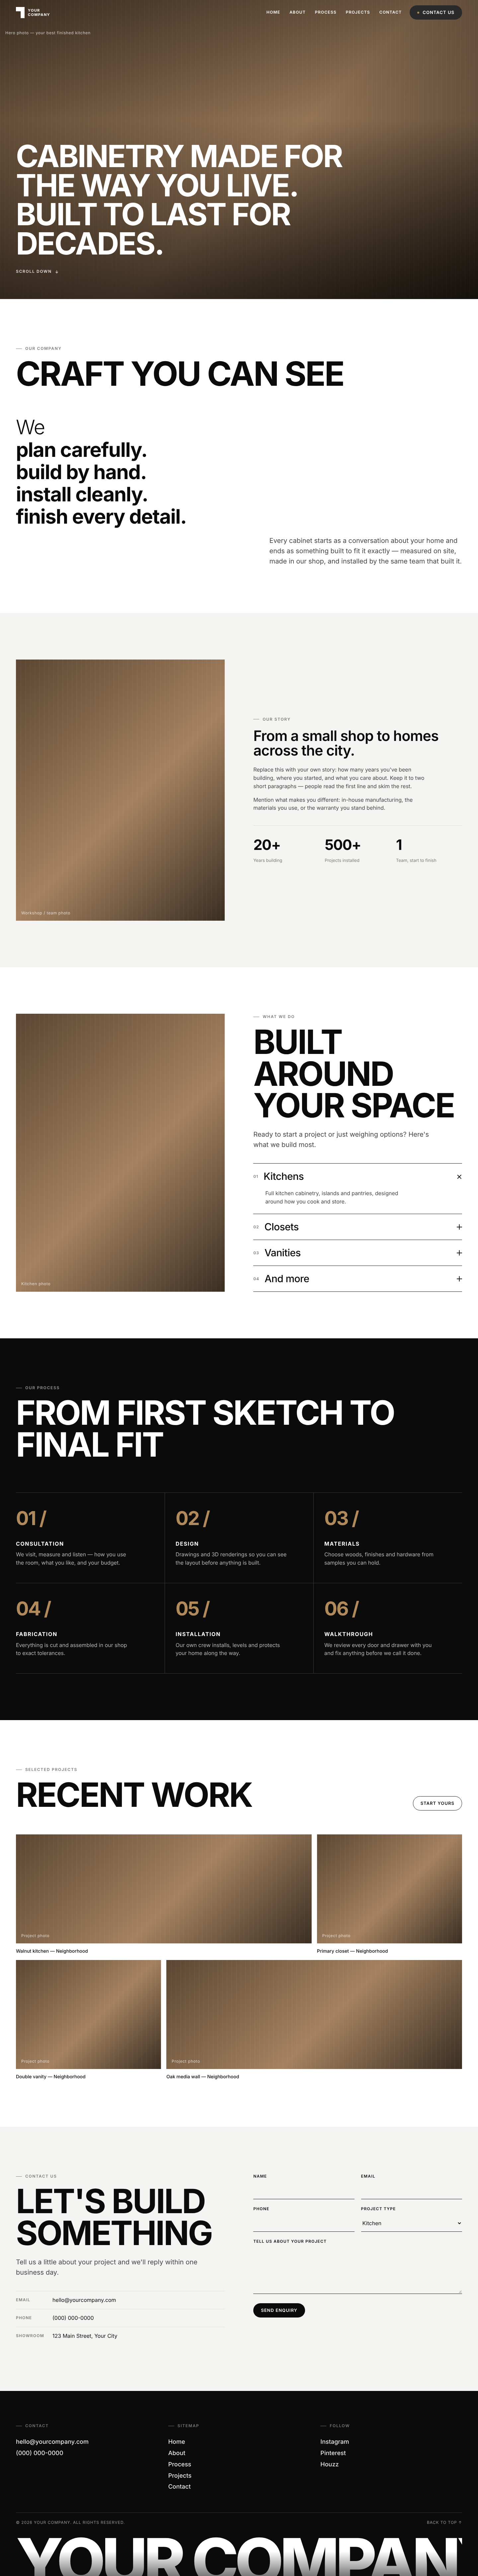 YOUR
COMPANY
HOME ABOUT PROCESS PROJECTS CONTACT CONTACT US
Hero photo — your best finished kitchen
CABINETRY MADE FOR
THE WAY YOU LIVE.
BUILT TO LAST FOR
DECADES.
SCROLL DOWN ↓
OUR COMPANY
CRAFT YOU CAN SEE
We
plan carefully.
build by hand.
install cleanly.
finish every detail.
Every cabinet starts as a conversation about your home and
ends as something built to fit it exactly — measured on site,
made in our shop, and installed by the same team that built it.
Workshop / team photo
OUR STORY
From a small shop to homes
across the city.
Replace this with your own story: how many years you've been
building, where you started, and what you care about. Keep it to two
short paragraphs — people read the first line and skim the rest.
Mention what makes you different: in-house manufacturing, the
materials you use, or the warranty you stand behind.
20+ 500+ 1
Years building Projects installed Team, start to finish
Kitchen photo
WHAT WE DO
BUILT
AROUND
YOUR SPACE
Ready to start a project or just weighing options? Here's
what we build most.
01 Kitchens ×
Full kitchen cabinetry, islands and pantries, designed
around how you cook and store.
02 Closets +
03 Vanities +
04 And more +
OUR PROCESS
FROM FIRST SKETCH TO
FINAL FIT
01 / 02 / 03 /
CONSULTATION DESIGN MATERIALS
We visit, measure and listen — how you use Drawings and 3D renderings so you can see Choose woods, finishes and hardware from
the room, what you like, and your budget. the layout before anything is built. samples you can hold.
04 / 05 / 06 /
FABRICATION INSTALLATION WALKTHROUGH
Everything is cut and assembled in our shop Our own crew installs, levels and protects We review every door and drawer with you
to exact tolerances. your home along the way. and fix anything before we call it done.
SELECTED PROJECTS
RECENT WORK
START YOURS
Project photo Project photo
Walnut kitchen — Neighborhood Primary closet — Neighborhood
Project photo Project photo
Double vanity — Neighborhood Oak media wall — Neighborhood
CONTACT US
LET'S BUILD
SOMETHING
Tell us a little about your project and we'll reply within one
business day.
EMAIL hello@yourcompany.com
PHONE (000) 000-0000
SHOWROOM 123 Main Street, Your City
NAME EMAIL
PHONE PROJECT TYPE
Kitchen
TELL US ABOUT YOUR PROJECT
SEND ENQUIRY
CONTACT SITEMAP FOLLOW
hello@yourcompany.com Home Instagram
(000) 000-0000 About Pinterest
Process Houzz
Projects
Contact
© 2026 YOUR COMPANY. ALL RIGHTS RESERVED. BACK TO TOP ↑
YOUR COMPAN